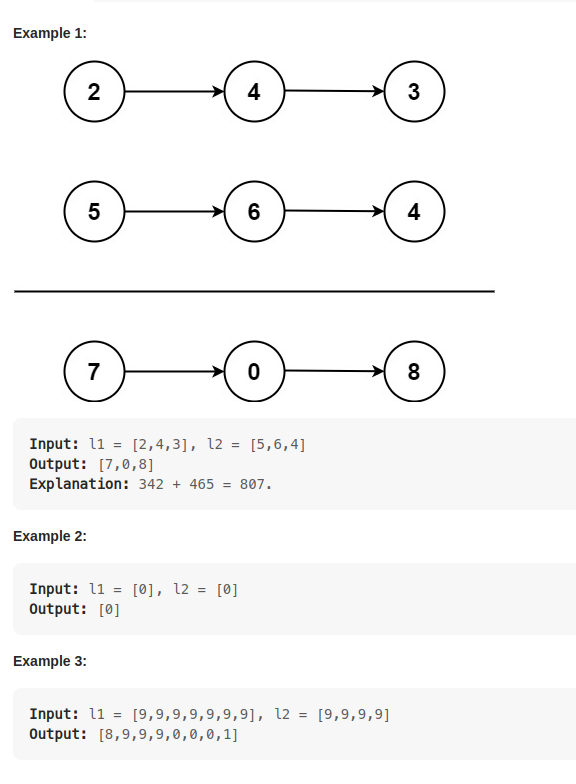 Example 1:
2 4 3
5 6 4
7 0 8
Input: l1 = [2,4,3], l2 = [5,6,4]
Output: [7,0,8]
Explanation: 342 + 465 = 807.
Example 2:
Input: l1 = [0], l2 = [0]
Output: [0]
Example 3:
Input: l1 = [9,9,9,9,9,9,9], l2 = [9,9,9,9]
Output: [8,9,9,9,0,0,0,1]